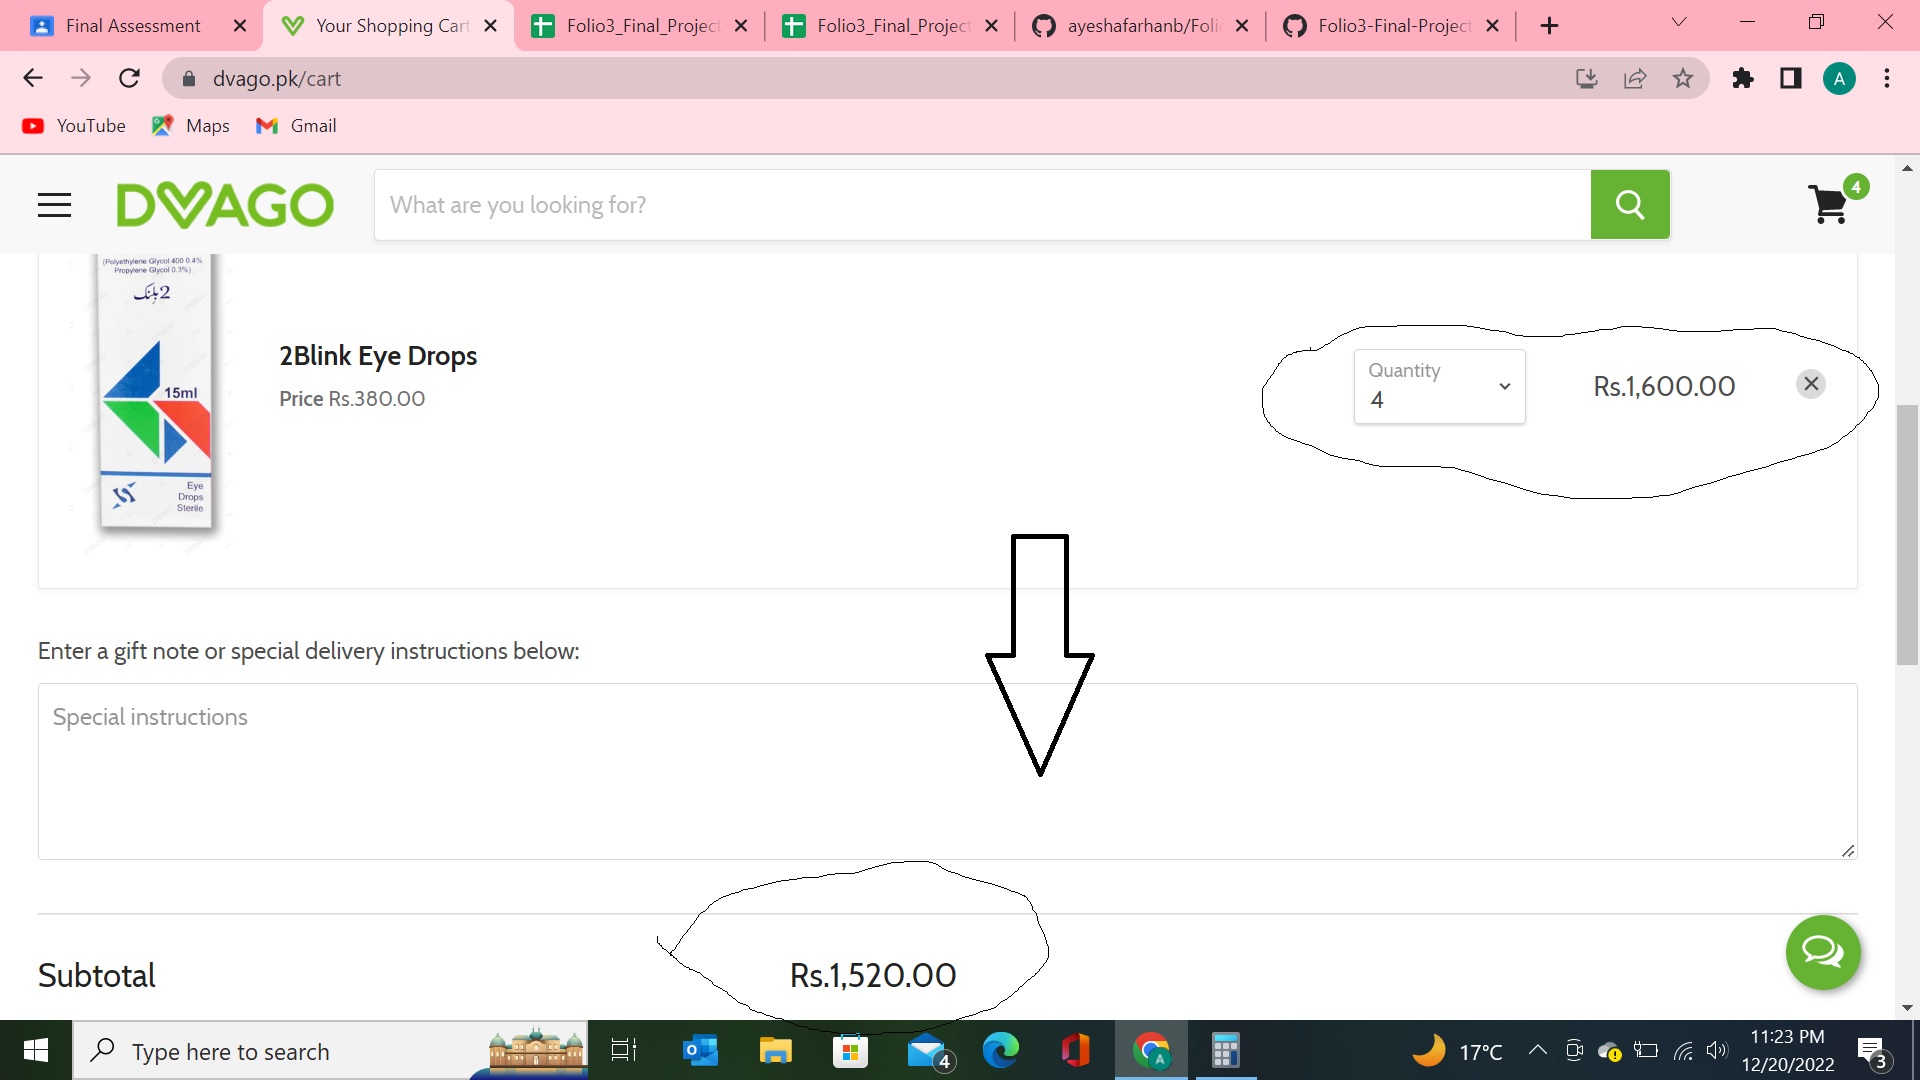 Final Assessment
Your Shopping Cart
Folio3_Final_Project
Folio3_Final_Project
ayeshafarhanb/Folio
Folio3-Final-Project
dvago.pk/cart
A
YouTube
Maps
Gmail
DVAGO
What are you looking for?
4
(Polyethylene Glycol 400 0.4%
Propylene Glycol 0.3%)
2بلنک
15ml
Eye
Drops
Sterile
2Blink Eye Drops
Price Rs.380.00
Quantity
4
Rs.1,600.00
Enter a gift note or special delivery instructions below:
Special instructions
Subtotal
Rs.1,520.00
Type here to search
4
A
17°C
11:23 PM
12/20/2022
3